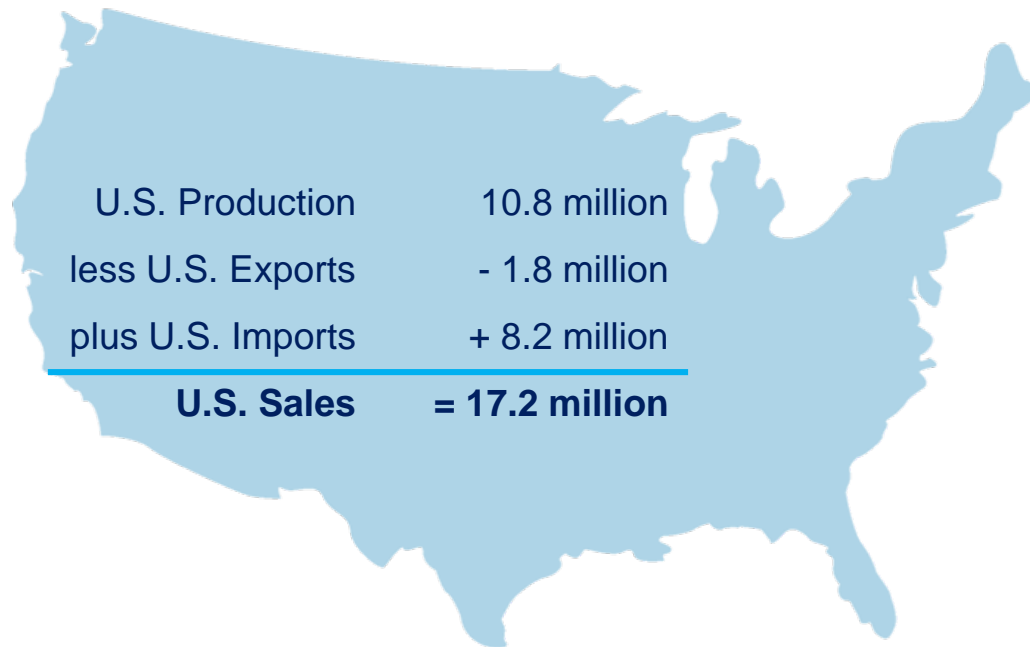 U.S. Production 10.8 million
less U.S. Exports - 1.8 million
plus U.S. Imports + 8.2 million
U.S. Sales = 17.2 million